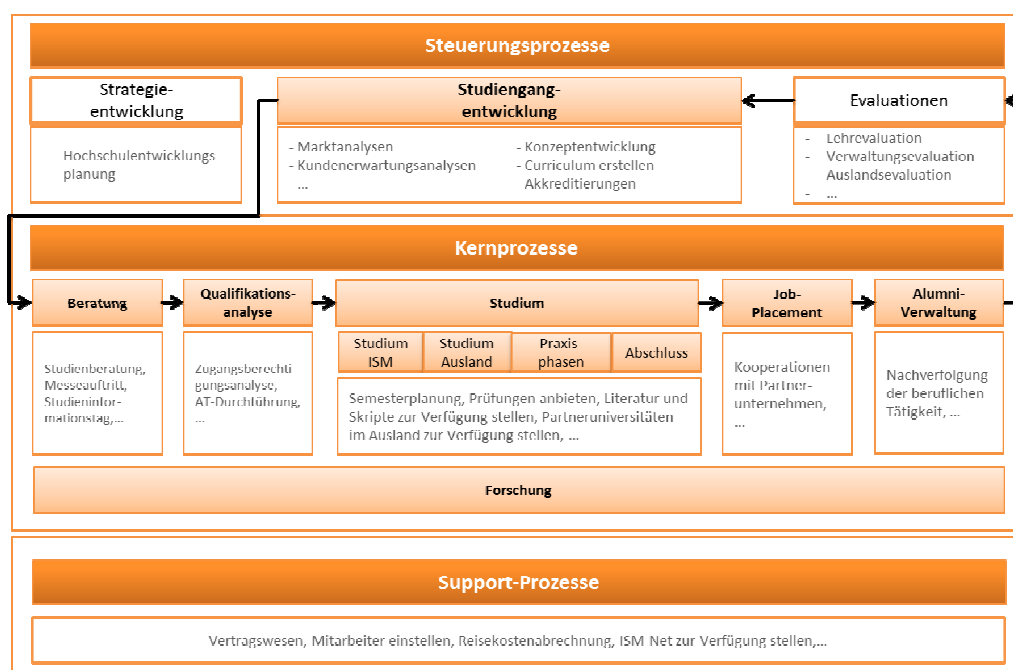 Steuerungsprozesse
Strategie-
entwicklung
Hochschulentwicklungs
planung
Studiengang-
entwicklung
- Marktanalysen
- Kundenerwartungsanalysen
...
- Konzeptentwicklung
- Curriculum erstellen
Akkreditierungen
Evaluationen
- Lehrevaluation
- Verwaltungsevaluation
Auslandsevaluation
- ...
Kernprozesse
Beratung
Studienberatung,
Messeauftritt,
Studieninfor-
mationstag,...
Qualifikations-
analyse
Zugangsberechti
gungsanalyse,
AT-Durchführung,
...
Studium
Studium
ISM
Studium
Ausland
Praxis
phasen
Abschluss
Semesterplanung, Prüfungen anbieten, Literatur und
Skripte zur Verfügung stellen, Partneruniversitäten
im Ausland zur Verfügung stellen, ...
Job-
Placement
Kooperationen
mit Partner-
unternehmen,
...
Alumni-
Verwaltung
Nachverfolgung
der beruflichen
Tätigkeit, ...
Forschung
Support-Prozesse
Vertragswesen, Mitarbeiter einstellen, Reisekostenabrechnung, ISM Net zur Verfügung stellen,...